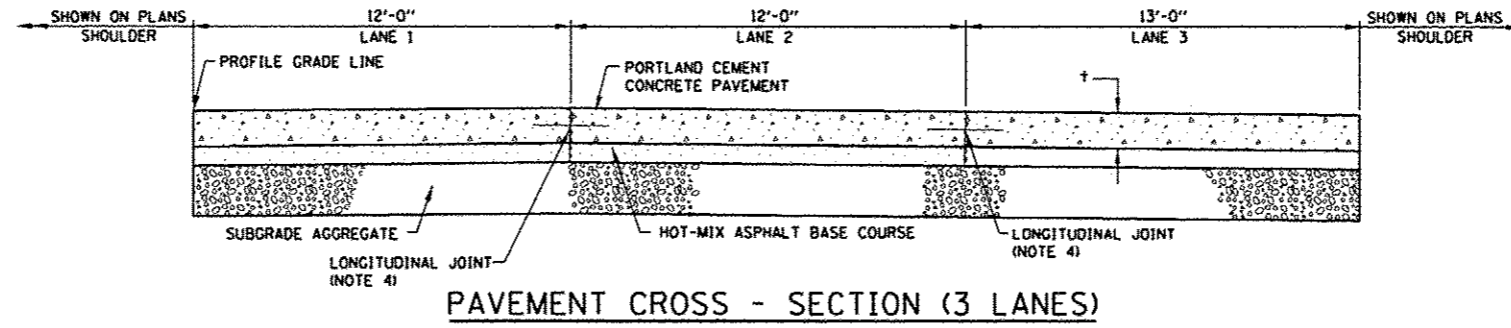 SHOWN ON PLANS
SHOULDER
12'-0"
LANE 1
12'-0"
LANE 2
13'-0"
LANE 3
SHOWN ON PLANS
SHOULDER
PROFILE GRADE LINE
PORTLAND CEMENT
CONCRETE PAVEMENT
†
SUBGRADE AGGREGATE
HOT-MIX ASPHALT BASE COURSE
LONGITUDINAL JOINT
(NOTE 4)
LONGITUDINAL JOINT
(NOTE 4)
PAVEMENT CROSS - SECTION (3 LANES)